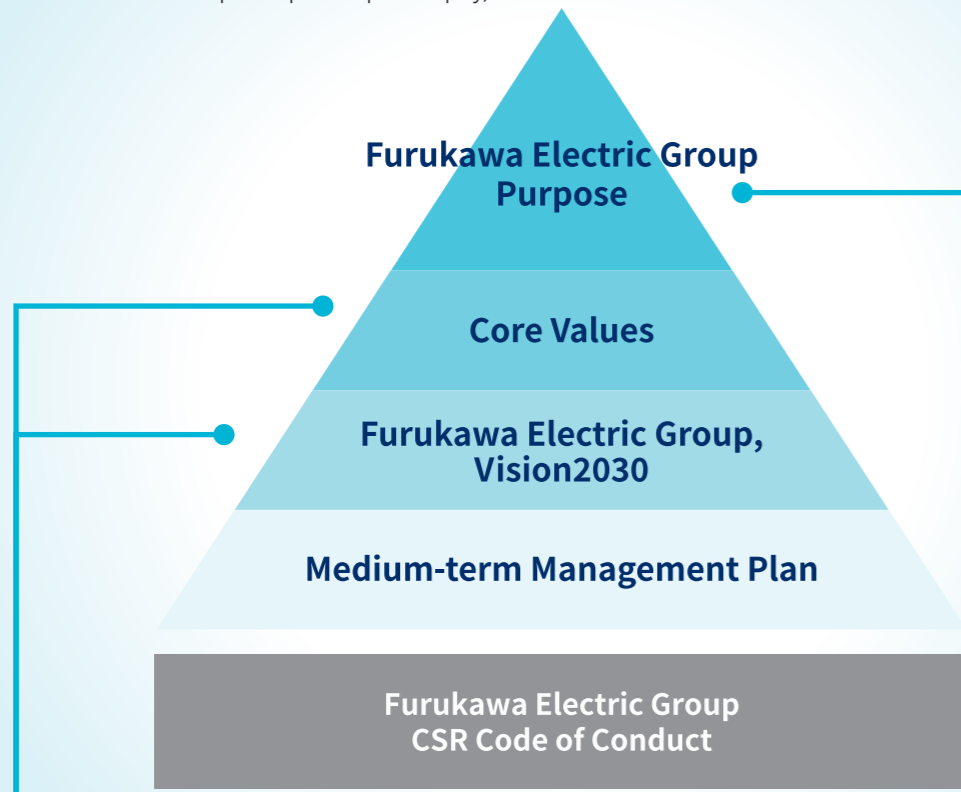 Furukawa Electric Group
Purpose
Core Values
Furukawa Electric Group,
Vision2030
Medium-term Management Plan
Furukawa Electric Group
CSR Code of Conduct